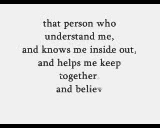 that person who
understand me,
and knows me inside out,
and helps me keep
together.
and believ